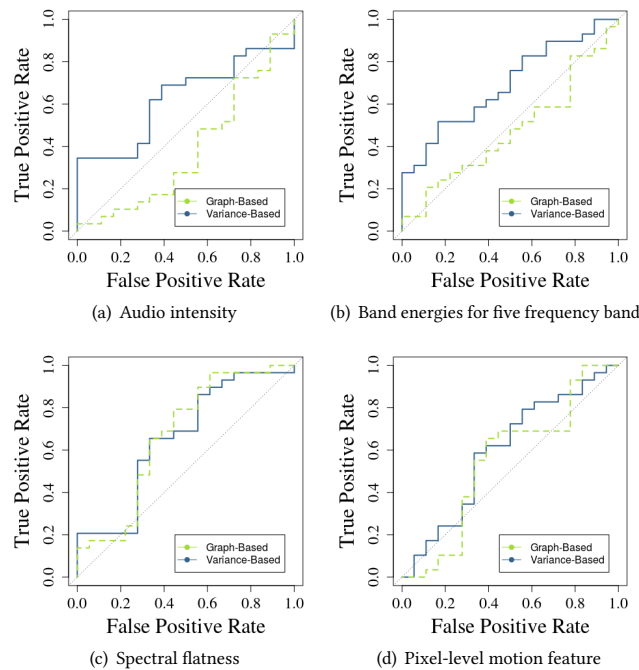 True Positive Rate
1.0
0.8
0.6
0.4
0.2
0.0
Graph-Based
Variance-Based
0.0 0.2 0.4 0.6 0.8 1.0
False Positive Rate
(a) Audio intensity
True Positive Rate
1.0
0.8
0.6
0.4
0.2
0.0
Graph-Based
Variance-Based
0.0 0.2 0.4 0.6 0.8 1.0
False Positive Rate
(b) Band energies for five frequency band
True Positive Rate
1.0
0.8
0.6
0.4
0.2
0.0
Graph-Based
Variance-Based
0.0 0.2 0.4 0.6 0.8 1.0
False Positive Rate
(c) Spectral flatness
True Positive Rate
1.0
0.8
0.6
0.4
0.2
0.0
Graph-Based
Variance-Based
0.0 0.2 0.4 0.6 0.8 1.0
False Positive Rate
(d) Pixel-level motion feature